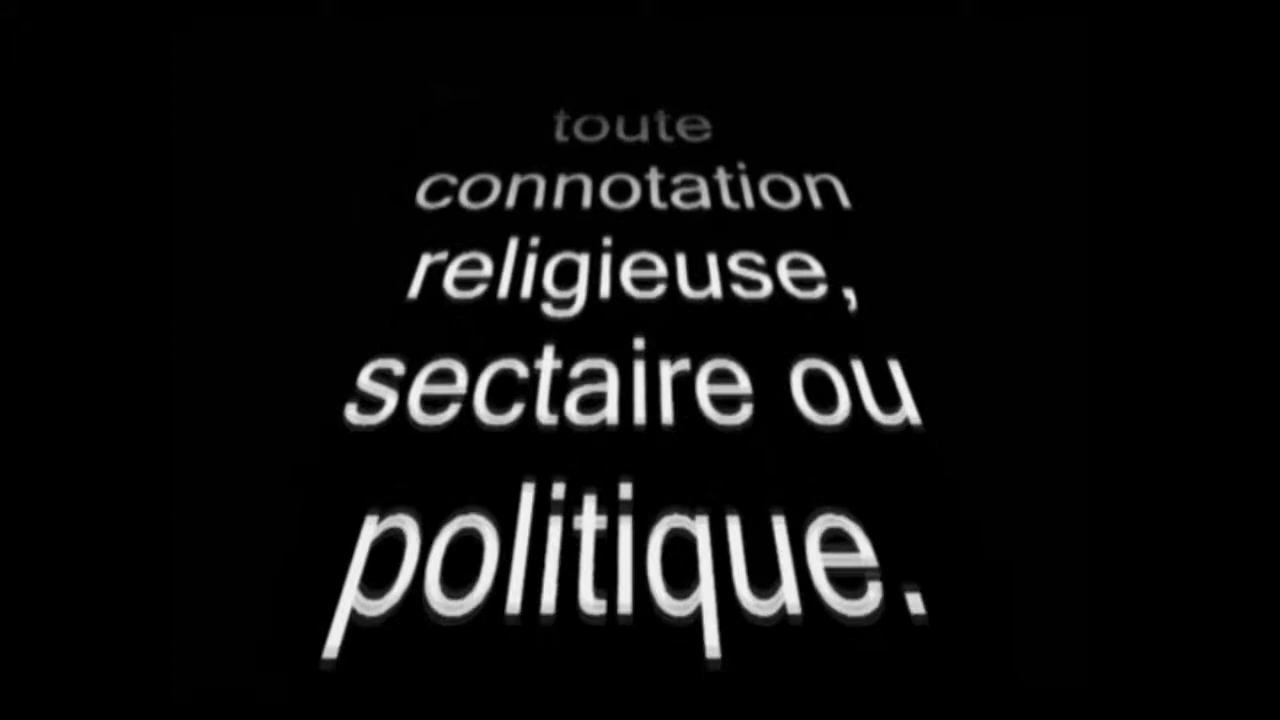 toute
connotation
religieuse,
sectaire ou
politique.